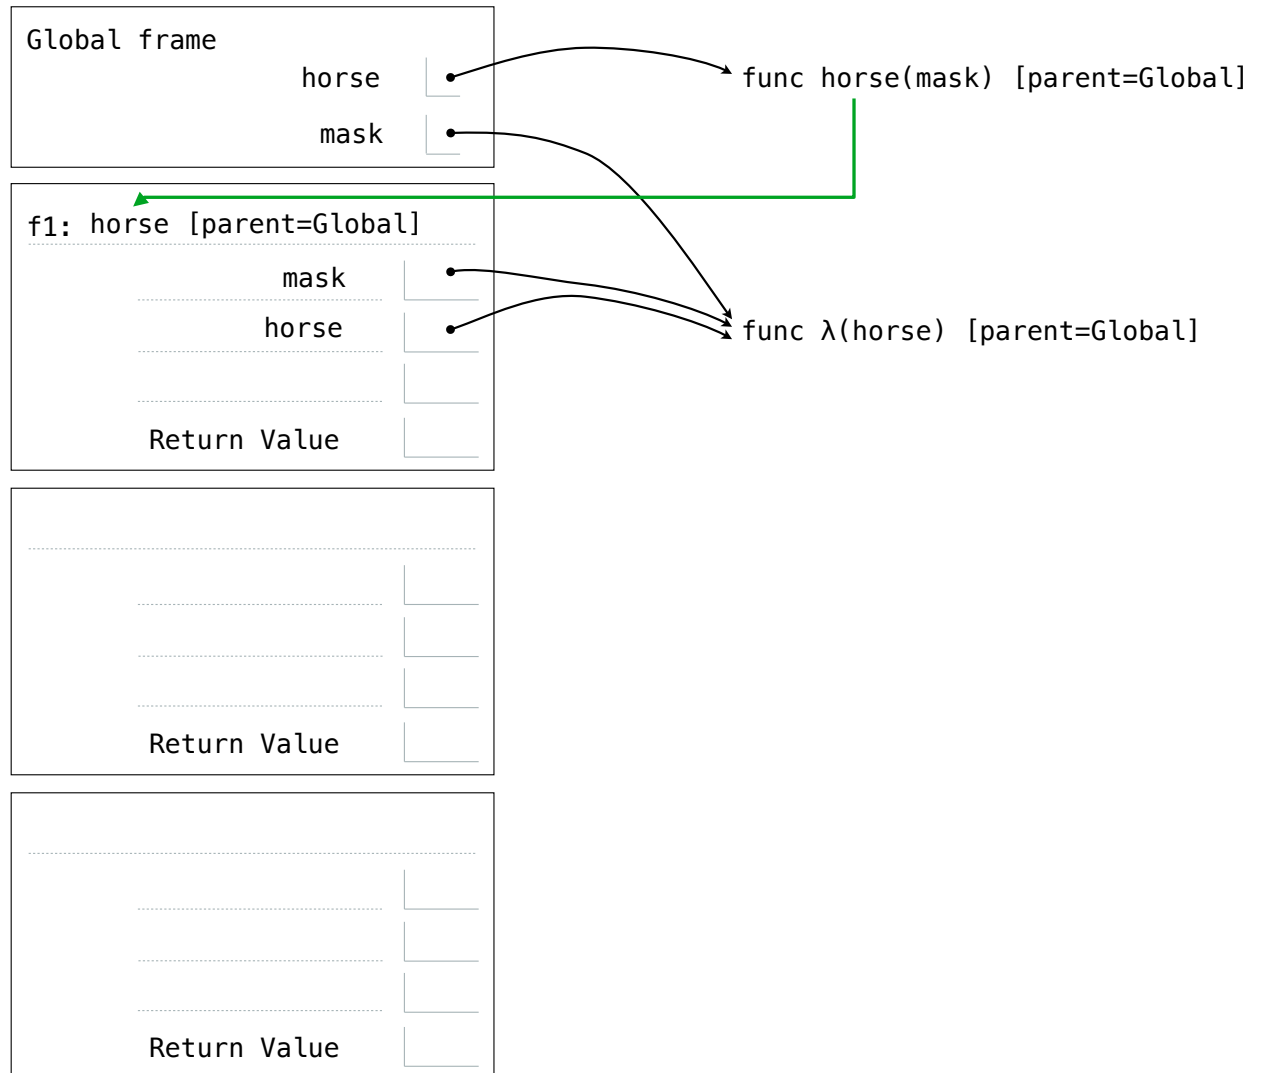 Global frame
horse
func horse(mask) [parent=Global]
mask
f1: horse [parent=Global]
mask
horse
func λ(horse) [parent=Global]
Return Value
Return Value
Return Value